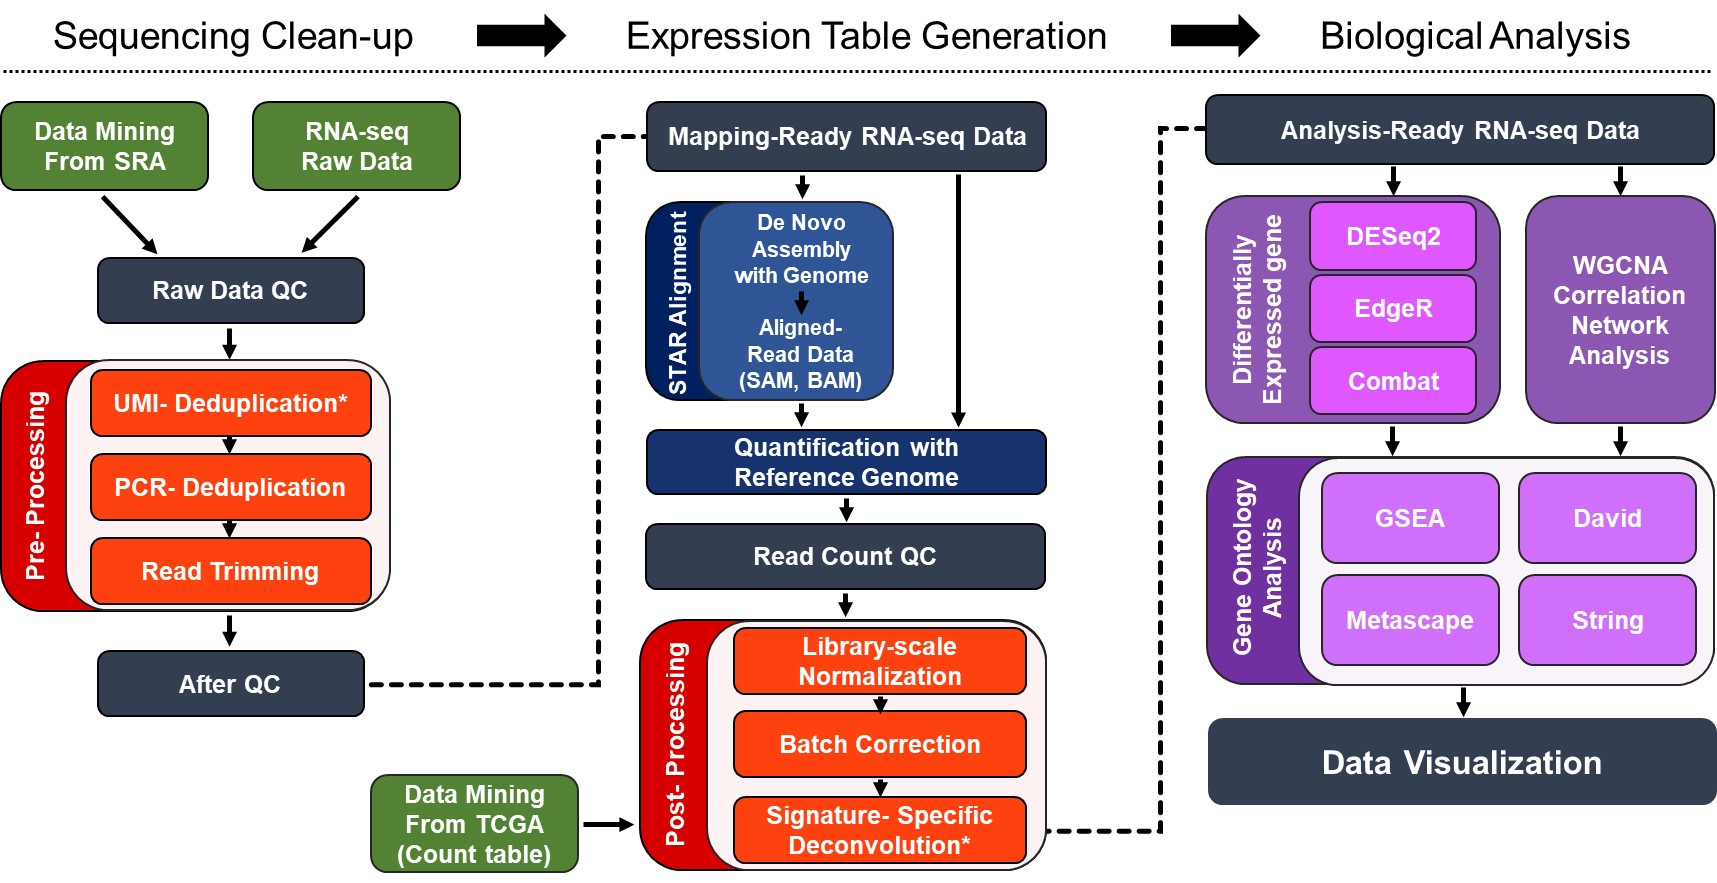 Sequencing Clean-up
Expression Table Generation
Biological Analysis
Data Mining
From SRA
RNA-seq
Raw Data
Raw Data QC
Pre- Processing
UMI- Deduplication*
PCR- Deduplication
Read Trimming
After QC
Mapping-Ready RNA-seq Data
STAR Alignment
De Novo
Assembly
with Genome
Aligned-
Read Data
(SAM, BAM)
Quantification with
Reference Genome
Read Count QC
Post- Processing
Library-scale
Normalization
Batch Correction
Signature- Specific
Deconvolution*
Data Mining
From TCGA
(Count table)
Analysis-Ready RNA-seq Data
Differentially
Expressed gene
DESeq2
EdgeR
Combat
WGCNA
Correlation
Network
Analysis
Gene Ontology
Analysis
GSEA
David
Metascape
String
Data Visualization